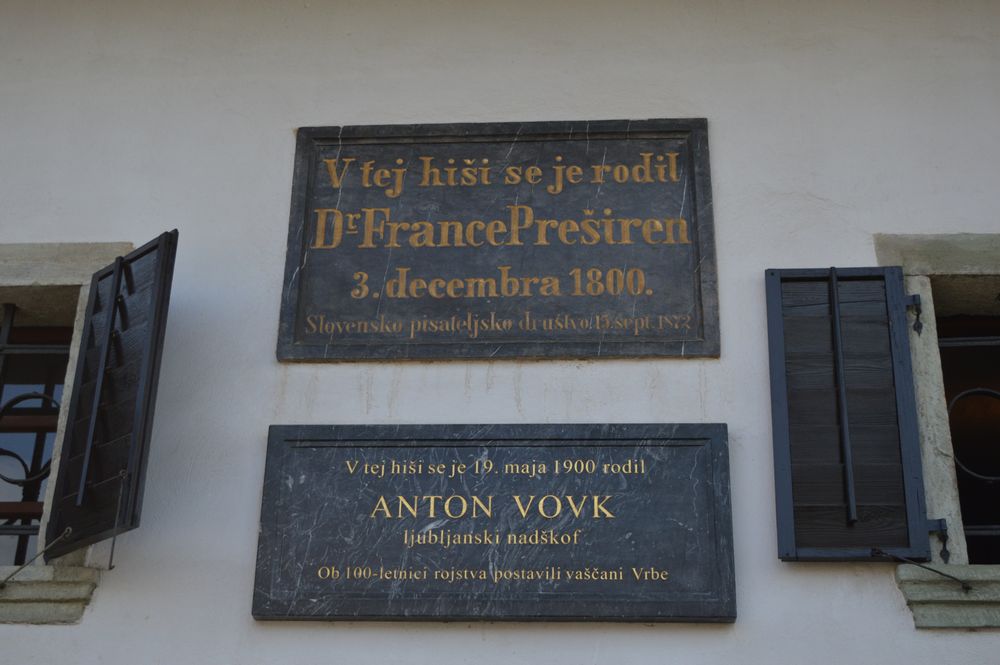 V tej hiši se je rodil
Dr France Preširen
3. decembra 1800.
Slovensko pisateljsko društvo 15. sept. 1872
V tej hiši se je 19. maja 1900 rodil
ANTON VOVK
ljubljanski nadškof
Ob 100-letnici rojstva postavili vaščani Vrbe